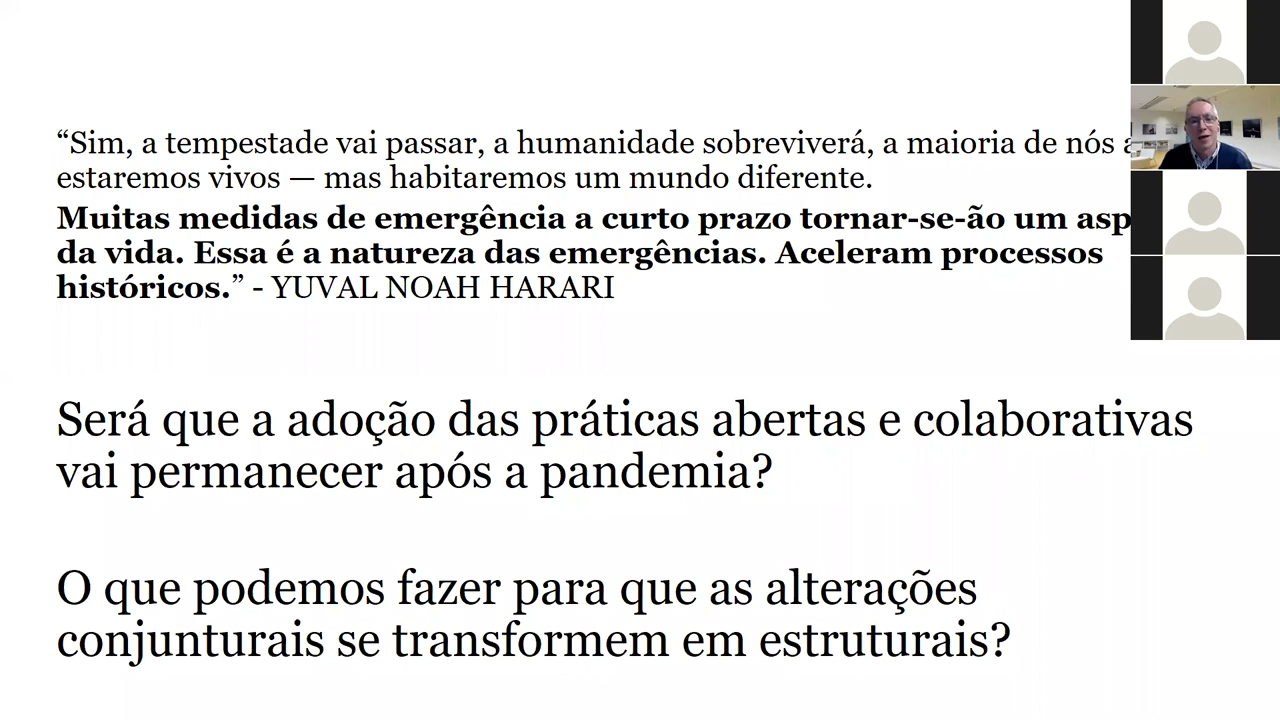 “Sim, a tempestade vai passar, a humanidade sobreviverá, a maioria de nós
estaremos vivos — mas habitaremos um mundo diferente.
Muitas medidas de emergência a curto prazo tornar-se-ão um
da vida. Essa é a natureza das emergências. Aceleram processos
históricos.” - YUVAL NOAH HARARI
Será que a adoção das práticas abertas e colaborativas
vai permanecer após a pandemia?
O que podemos fazer para que as alterações
conjunturais se transformem em estruturais?